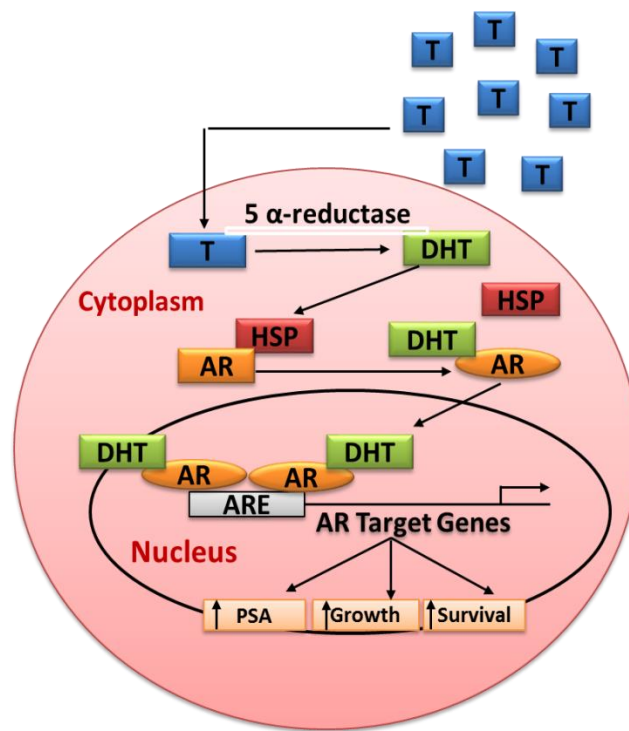 T
T
T
T
T
T
T
T
5 α-reductase
T
DHT
Cytoplasm
HSP
HSP
DHT
AR
AR
DHT
DHT
AR
AR
ARE
AR Target Genes
Nucleus
PSA
Growth
Survival